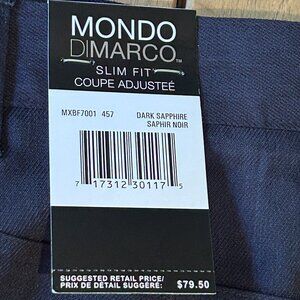 MONDO
DIMARCO™
SLIM FIT
COUPE ADJUSTEÉ
MXBF7001 457 DARK SAPPHIRE
SAPHIR NOIR
7 17312 30117 5
SUGGESTED RETAIL PRICE/
PRIX DE DÉTAIL SUGGÉRÉ: $79.50